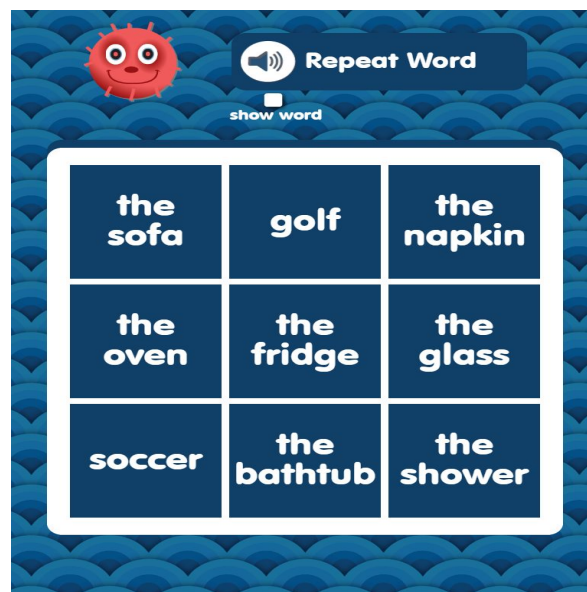 Repeat Word
show word
the
sofa
golf
the
napkin
the
oven
the
fridge
the
glass
soccer
the
bathtub
the
shower